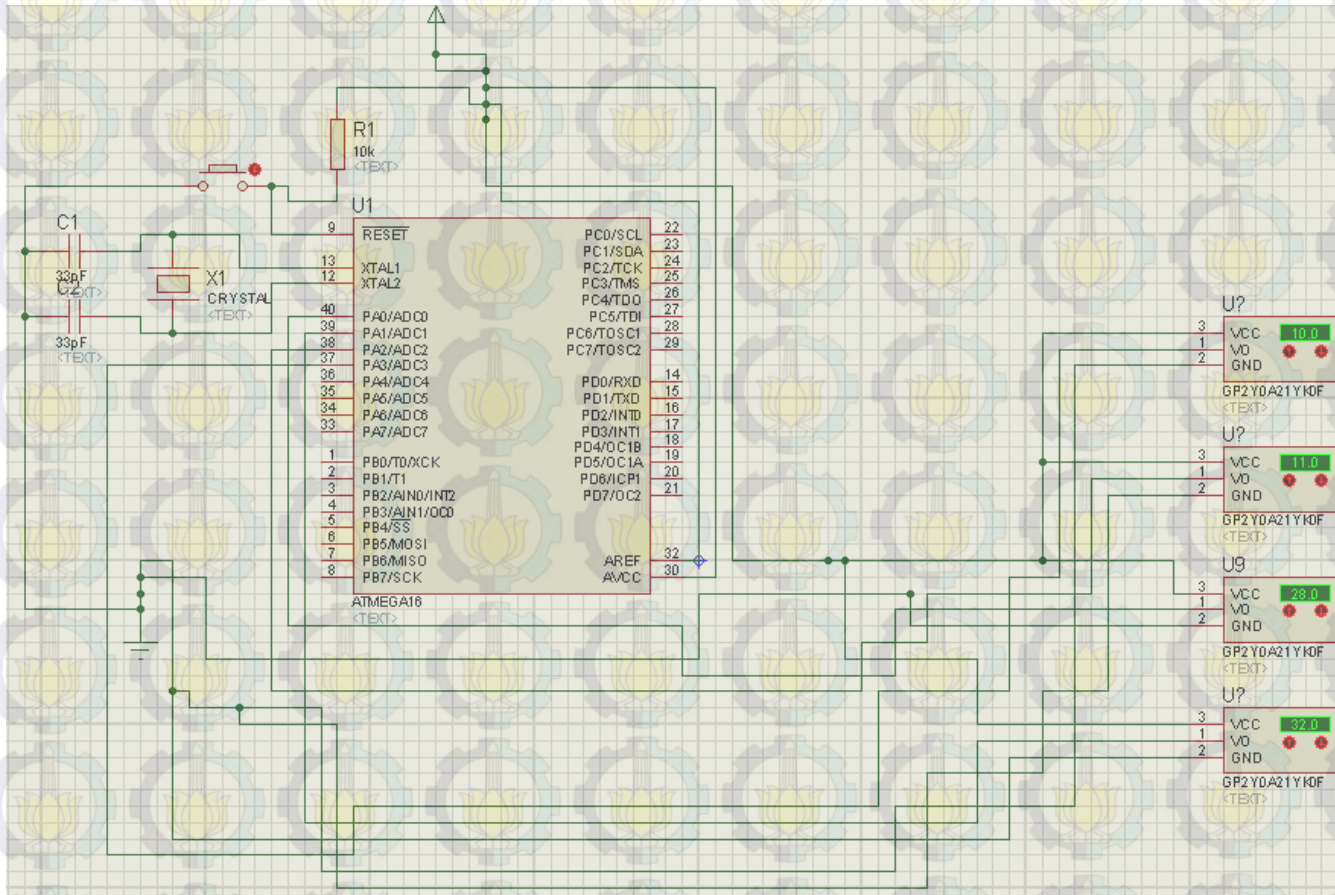 R1
10k
<TEXT>
U1
C1
33pF
<TEXT>
C2
33pF
<TEXT>
X1
CRYSTAL
<TEXT>
9 RESET
13 XTAL1
12 XTAL2
40 PA0/ADC0
39 PA1/ADC1
38 PA2/ADC2
37 PA3/ADC3
36 PA4/ADC4
35 PA5/ADC5
34 PA6/ADC6
33 PA7/ADC7
1 PB0/T0/XCK
2 PB1/T1
3 PB2/AIN0/INT2
4 PB3/AIN1/OC0
5 PB4/SS
6 PB5/MOSI
7 PB6/MISO
8 PB7/SCK
PC0/SCL 22
PC1/SDA 23
PC2/TCK 24
PC3/TMS 25
PC4/TDO 26
PC5/TDI 27
PC6/TOSC1 28
PC7/TOSC2 29
PD0/RXD 14
PD1/TXD 15
PD2/INT0 16
PD3/INT1 17
PD4/OC1B 18
PD5/OC1A 19
PD6/ICP1 20
PD7/OC2 21
AREF 32
AVCC 30
ATMEGA16
<TEXT>
U?
3 VCC 10.0
1 VO
2 GND
GP2Y0A21YK0F
<TEXT>
U?
3 VCC 11.0
1 VO
2 GND
GP2Y0A21YK0F
<TEXT>
U9
3 VCC 28.0
1 VO
2 GND
GP2Y0A21YK0F
<TEXT>
U?
3 VCC 32.0
1 VO
2 GND
GP2Y0A21YK0F
<TEXT>